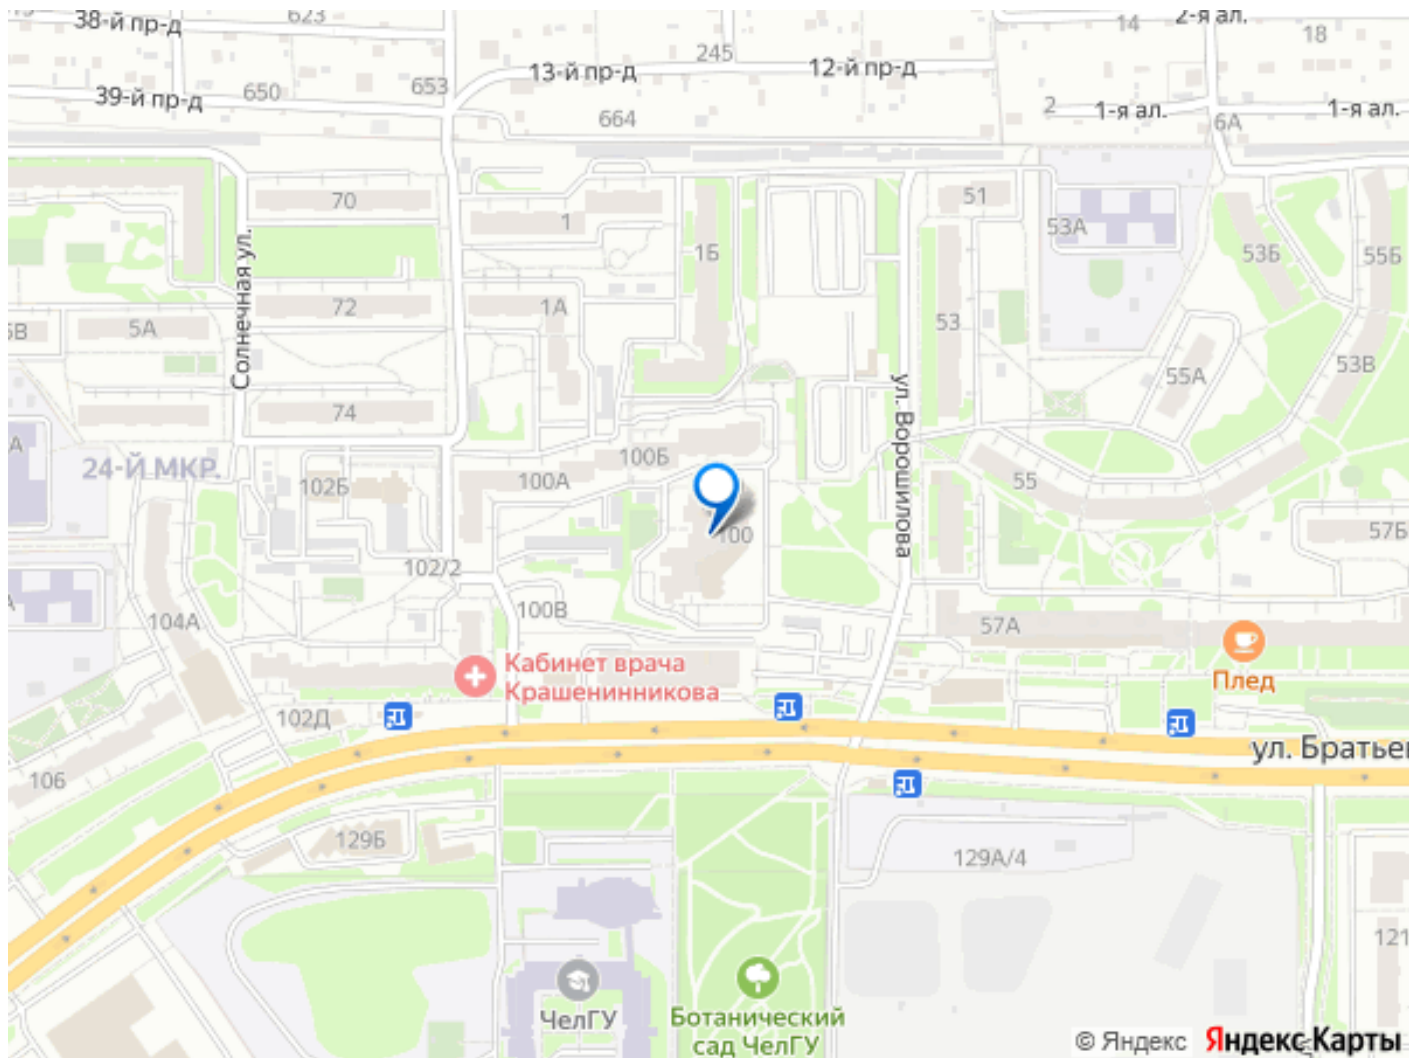 38-й пр-д
623
14
2-я ал.
18
245
13-й пр-д
12-й пр-д
39-й пр-д
650
653
664
2
1-я ал.
1-я ал.
6А
70
1
1Б
51
53А
53Б
55Б
Солнечная ул.
72
1А
5А
53
53В
55А
74
ул. Ворошилова
24-Й МКР.
102Б
100А
100Б
100
55
57Б
102/2
100В
104А
57А
Кабинет врача
Крашенинникова
Плед
102Д
106
ул. Братьев
129Б
129А/4
121
ЧелГУ
Ботанический
сад ЧелГУ
© Яндекс
Яндекс Карты